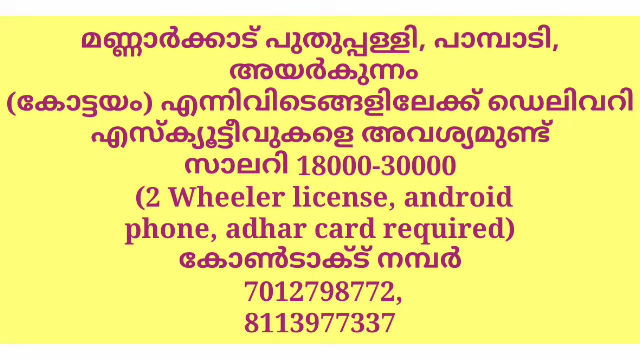 മണ്ണാർക്കാട് പുതുപ്പള്ളി, പാമ്പാടി,
അയർകുന്നം
(കോട്ടയം) എന്നിവിടെങ്ങളിലേക്ക് ഡെലിവറി
എസ്ക്യൂട്ടീവുകളെ അവശ്യമുണ്ട്
സാലറി 18000-30000
(2 Wheeler license, android
phone, adhar card required)
കോൺടാക്ട് നമ്പർ
7012798772,
8113977337